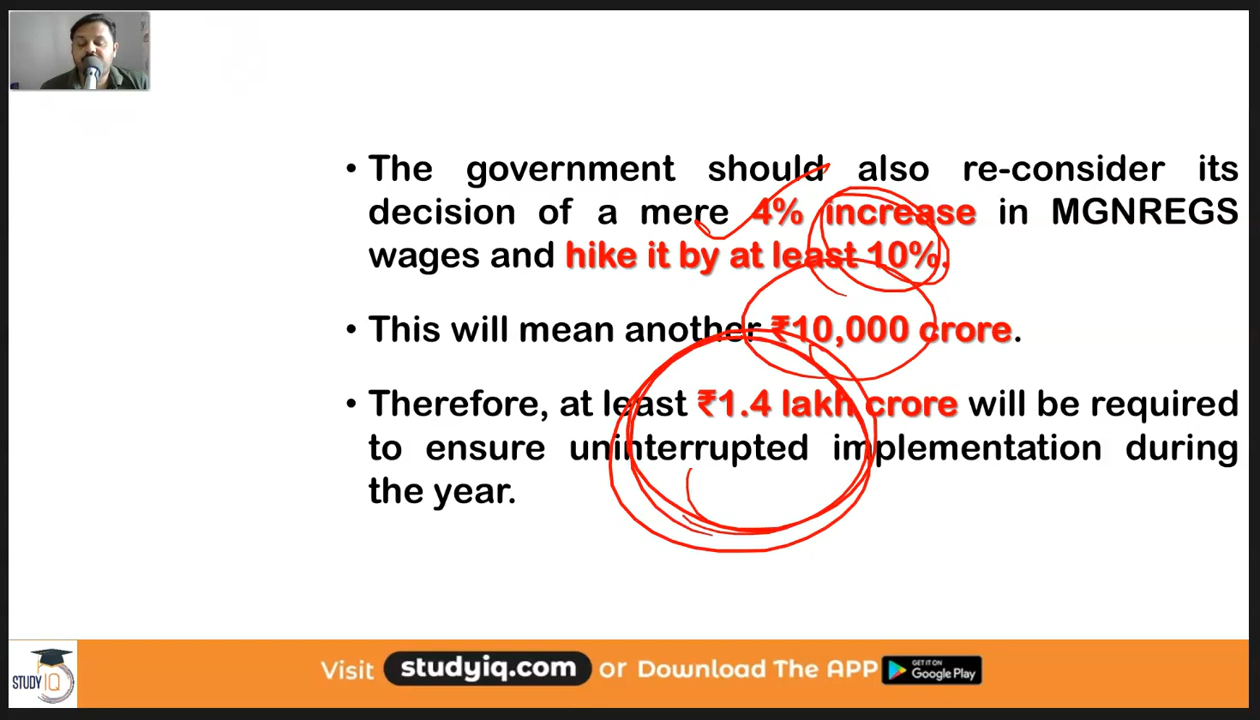 • The government should also re-consider its
decision of a mere 4% increase in MGNREGS
wages and hike it by at least 10%.
• This will mean another ₹10,000 crore.
• Therefore, at least ₹1.4 lakh crore will be required
to ensure uninterrupted implementation during
the year.
STUDY IQ
Visit studyiq.com or Download The APP GET IT ON Google Play